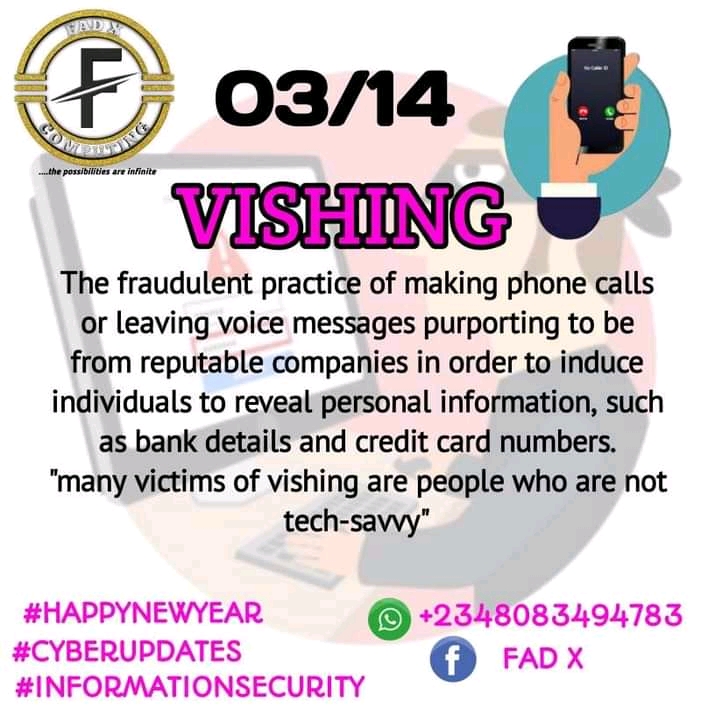 FAD X
F
COMPUTING
....the possibilities are infinite
03/14
No Caller ID
VISHING
The fraudulent practice of making phone calls
or leaving voice messages purporting to be
from reputable companies in order to induce
individuals to reveal personal information, such
as bank details and credit card numbers.
"many victims of vishing are people who are not
tech-savvy"
#HAPPYNEWYEAR
+2348083494783
#CYBERUPDATES
f FAD X
#INFORMATIONSECURITY